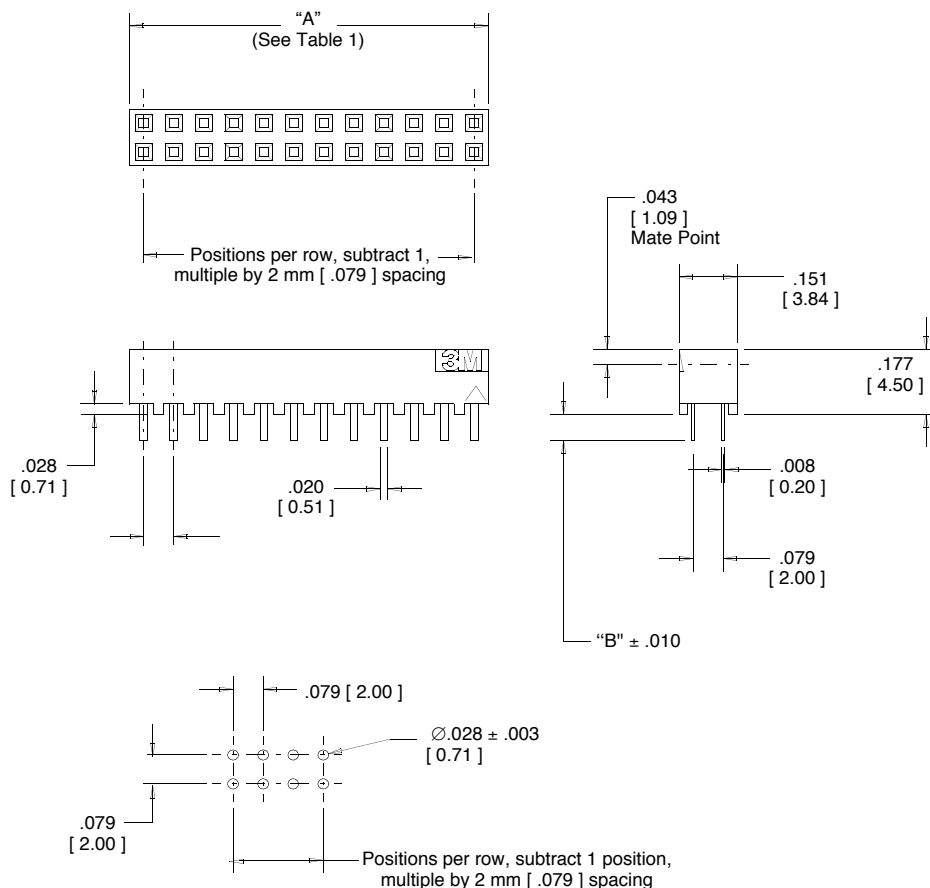 “A”
(See Table 1)
Positions per row, subtract 1,
multiple by 2 mm [ .079 ] spacing
.043
[ 1.09 ]
Mate Point
.151
[ 3.84 ]
3M
.177
[ 4.50 ]
.028
[ 0.71 ]
.020
[ 0.51 ]
.008
[ 0.20 ]
.079
[ 2.00 ]
“B" ± .010
.079 [ 2.00 ]
∅.028 ± .003
[ 0.71 ]
.079
[ 2.00 ]
Positions per row, subtract 1 position,
multiple by 2 mm [ .079 ] spacing